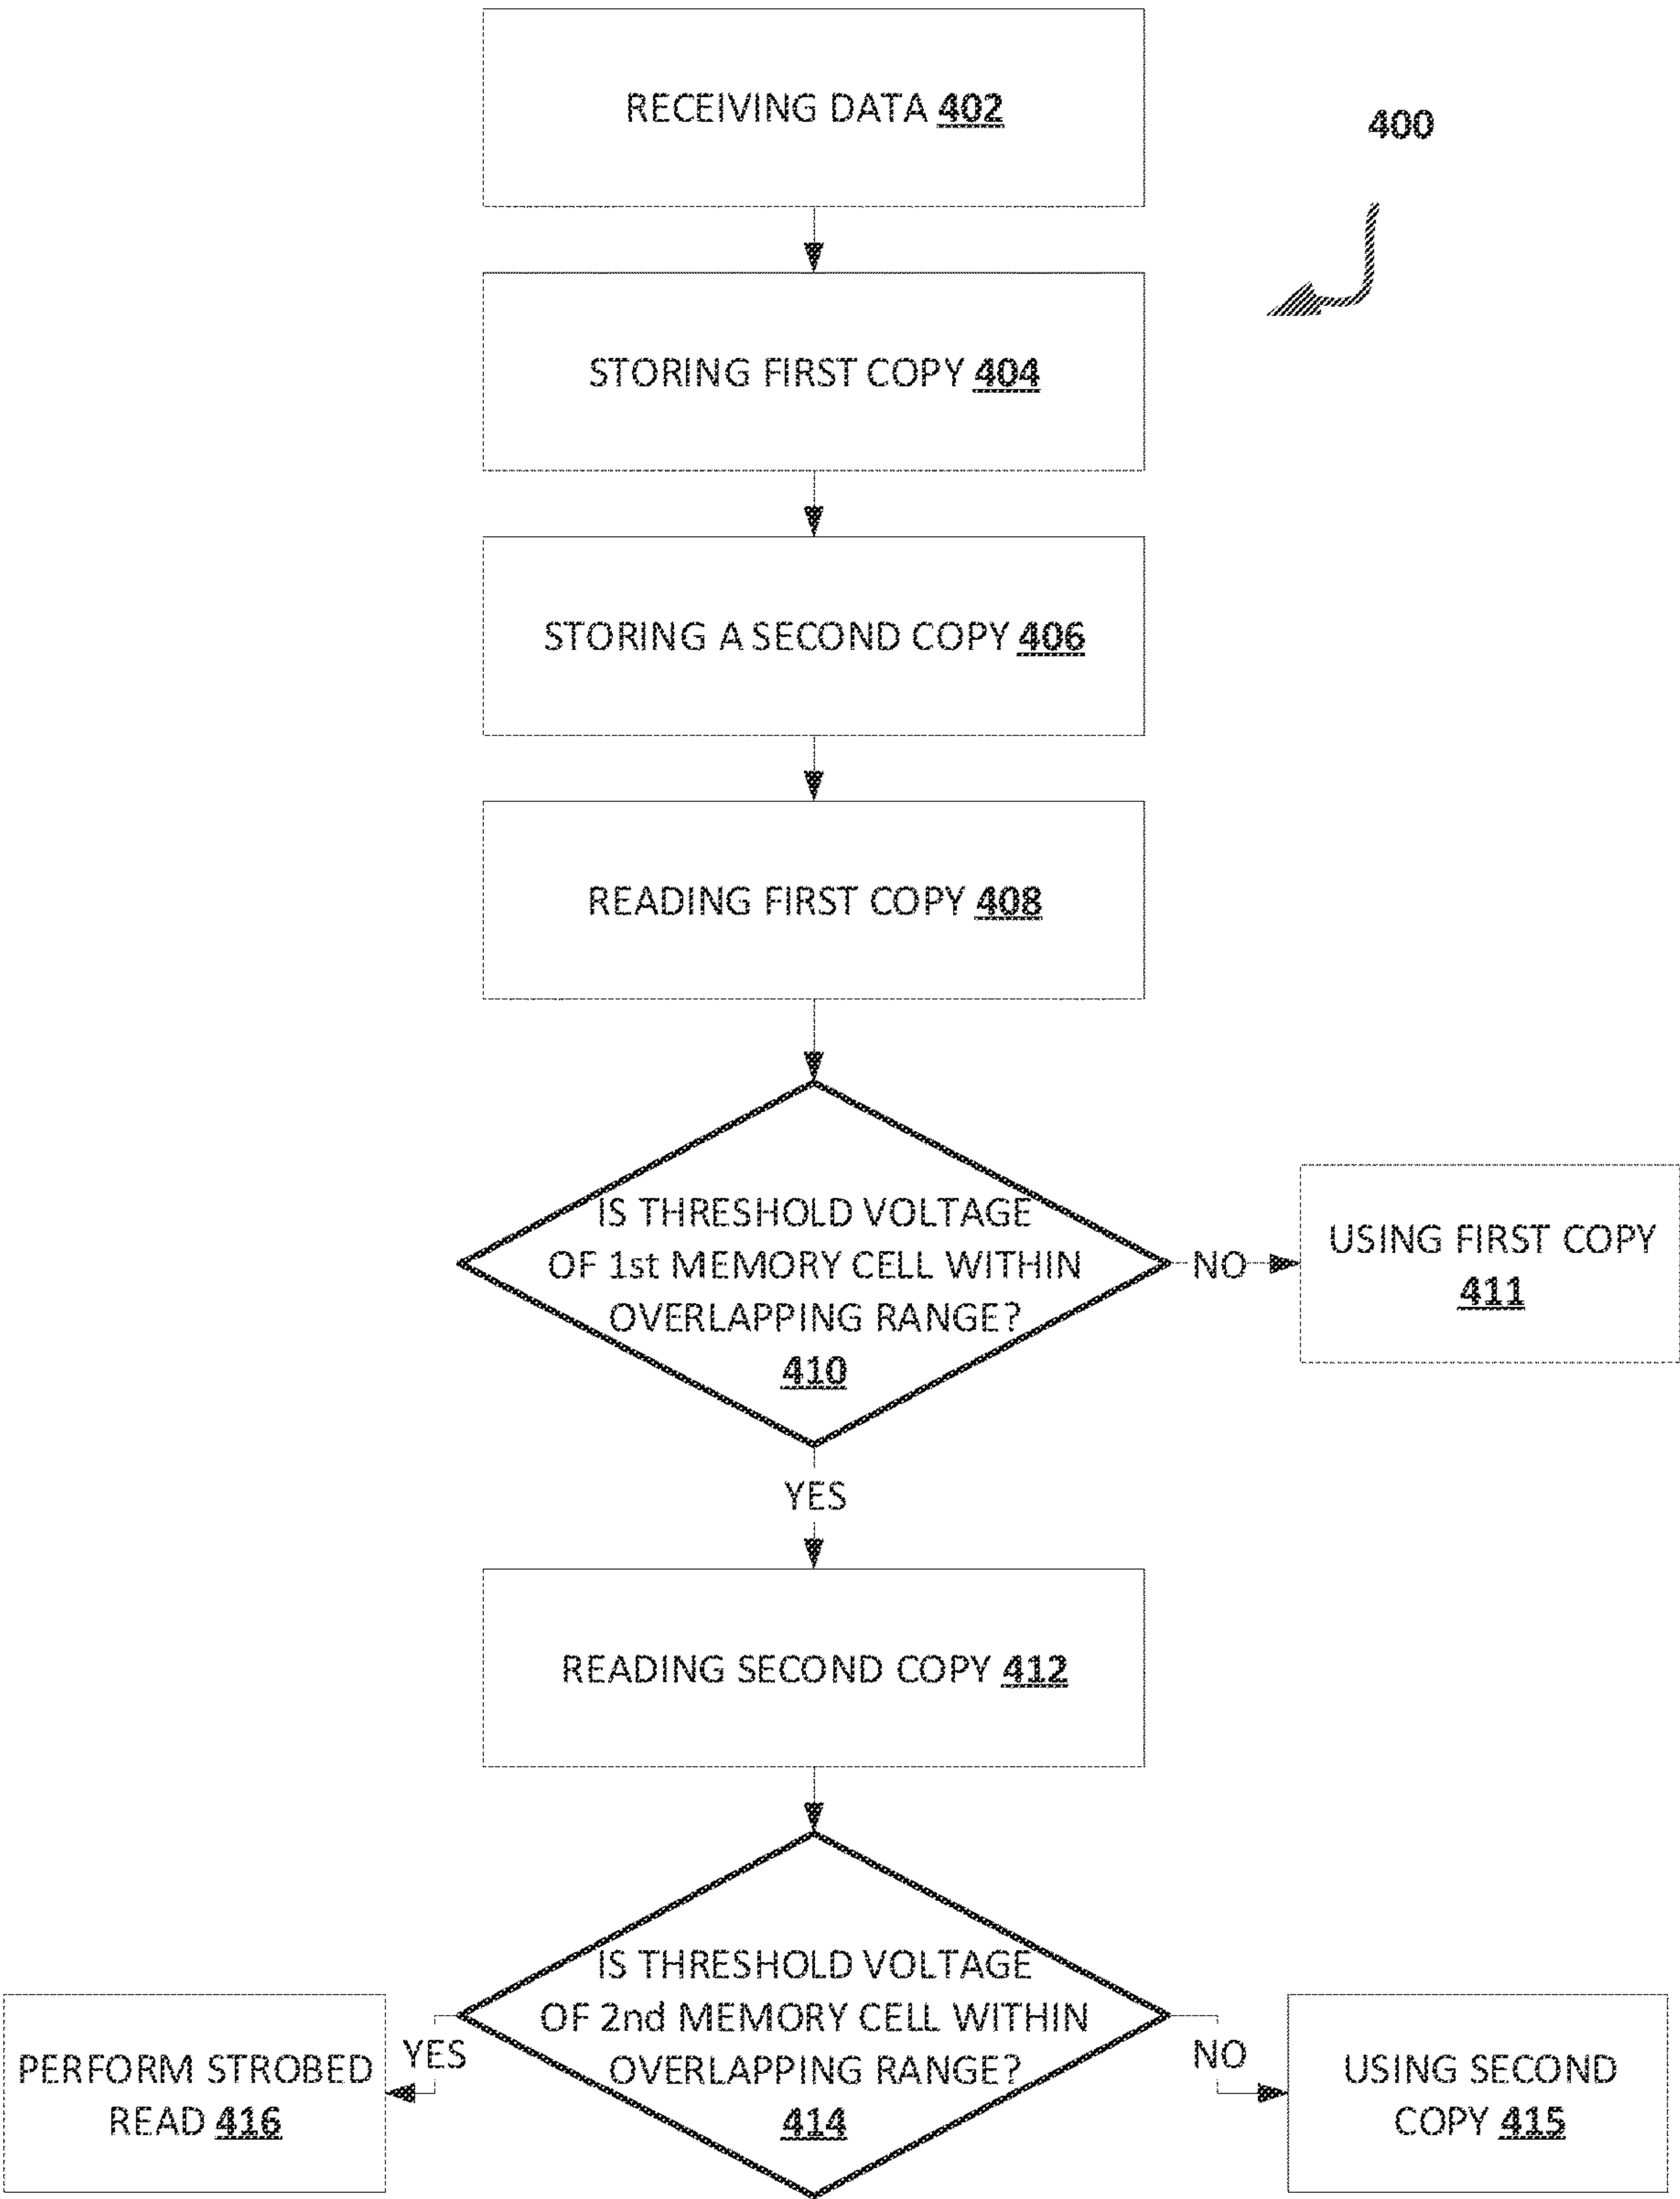 RECEIVING DATA 402
400
STORING FIRST COPY 404
STORING A SECOND COPY 406
READING FIRST COPY 408
IS THRESHOLD VOLTAGE
OF 1st MEMORY CELL WITHIN
OVERLAPPING RANGE?
410
NO
USING FIRST COPY
411
YES
READING SECOND COPY 412
IS THRESHOLD VOLTAGE
OF 2nd MEMORY CELL WITHIN
OVERLAPPING RANGE?
414
YES
PERFORM STROBED
READ 416
NO
USING SECOND
COPY 415